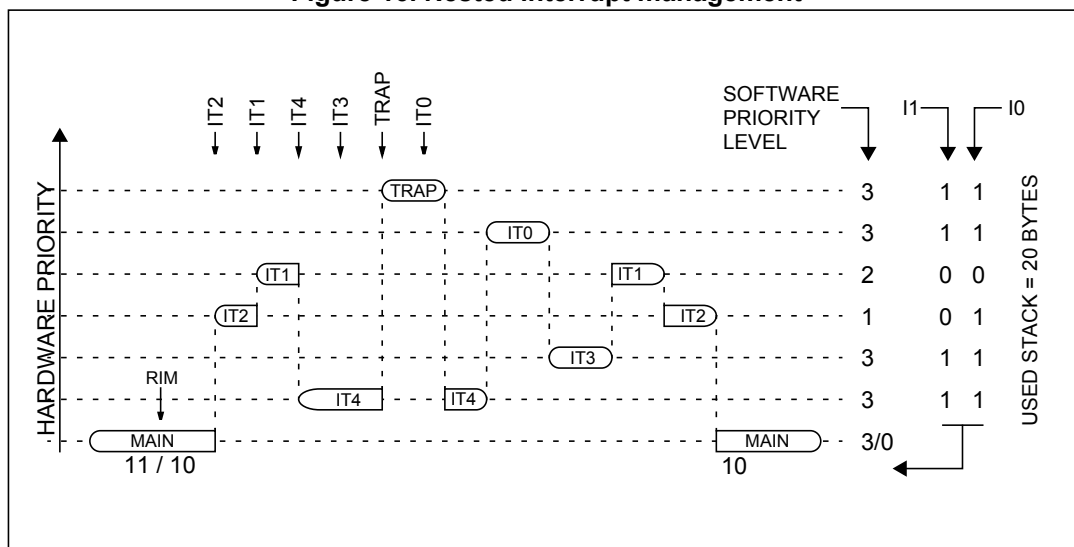 Figure 18. Nested Interrupt Management
IT2
IT1
IT4
IT3
TRAP
IT0
SOFTWARE
PRIORITY
LEVEL
I1
I0
HARDWARE PRIORITY
TRAP
3
1 1
IT0
3
1 1
IT1
IT1
2
0 0
IT2
IT2
1
0 1
IT3
3
1 1
RIM
IT4
IT4
3
1 1
MAIN
MAIN
3/0
11 / 10
10
USED STACK = 20 BYTES